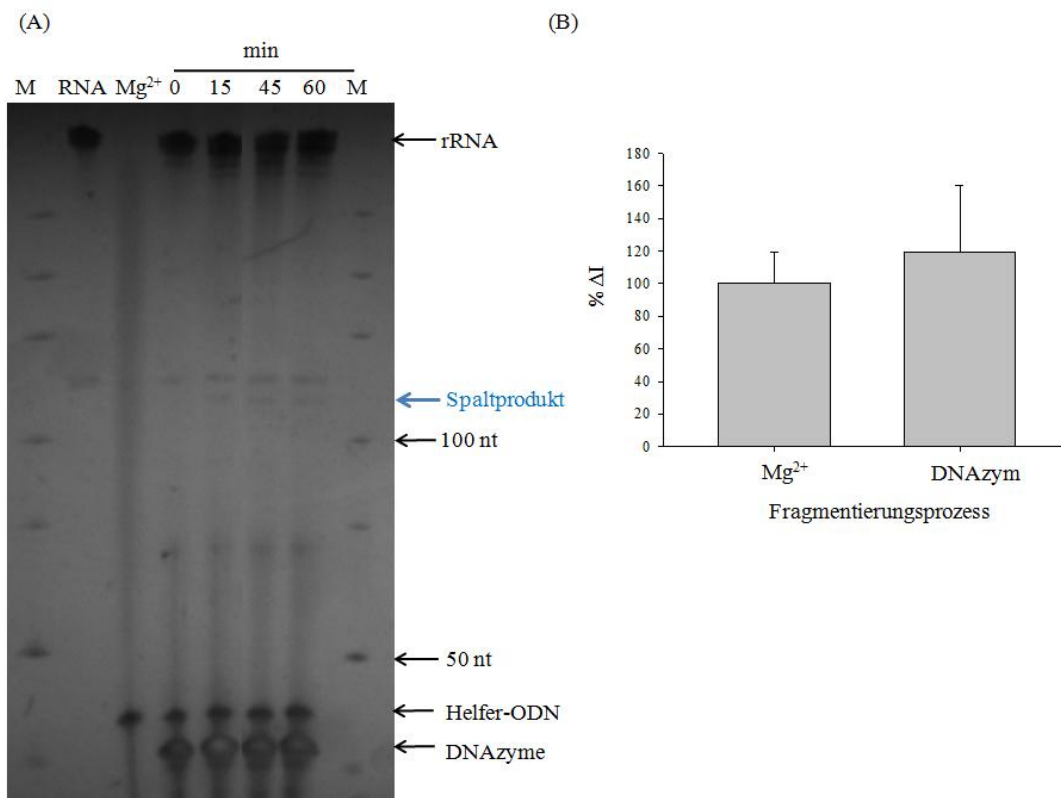 (A)
min
M RNA Mg²⁺ 0 15 45 60 M
rRNA
Spaltprodukt
100 nt
50 nt
Helfer-ODN
DNAzyme
(B)
% ΔI
180
160
140
120
100
80
60
40
20
0
Mg²⁺ DNAzym
Fragmentierungsprozess